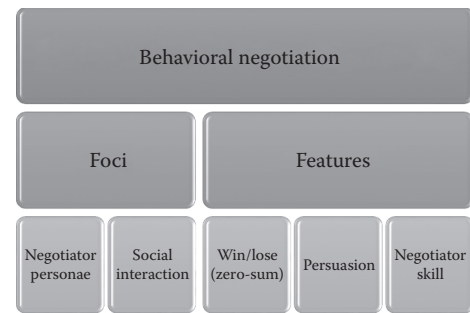 Behavioral negotiation
Foci
Features
Negotiator
personae
Social
interaction
Win/lose
(zero-sum)
Persuasion
Negotiator
skill